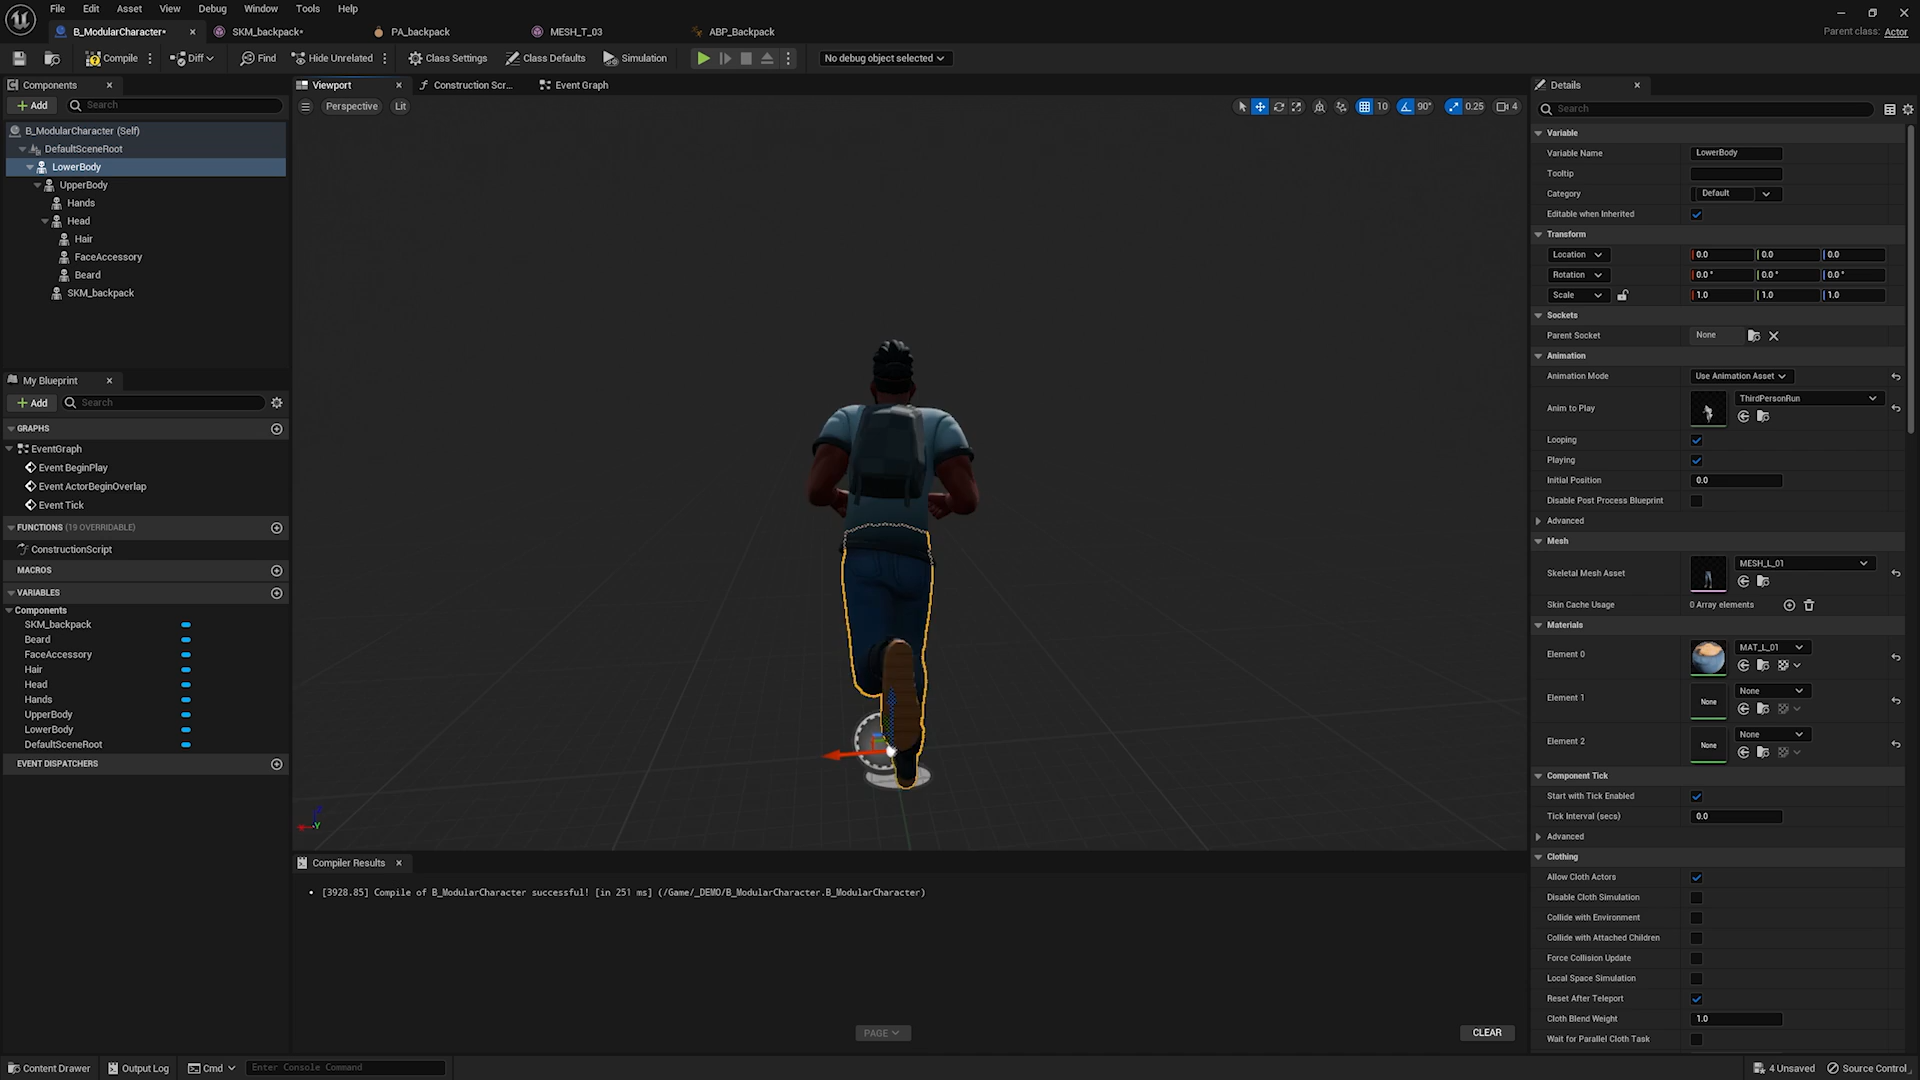 File Edit Asset View Debug Window Tools Help
B_ModularCharacter* SKM_backpack* PA_backpack MESH_T_03 ABP_Backpack
Parent class: Actor
Compile Diff Find Hide Unrelated Class Settings Class Defaults Simulation No debug object selected
Components
Add Search
B_ModularCharacter (Self)
DefaultSceneRoot
LowerBody
UpperBody
Hands
Head
Hair
FaceAccessory
Beard
SKM_backpack
My Blueprint
Add Search
GRAPHS
EventGraph
Event BeginPlay
Event ActorBeginOverlap
Event Tick
FUNCTIONS (19 OVERRIDABLE)
ConstructionScript
MACROS
VARIABLES
Components
SKM_backpack
Beard
FaceAccessory
Hair
Head
Hands
UpperBody
LowerBody
DefaultSceneRoot
EVENT DISPATCHERS
Viewport Construction Scr... Event Graph
Perspective Lit
10 90° 0.25 4
Y
Compiler Results
[3928.85] Compile of B_ModularCharacter successful! [in 251 ms] (/Game/_DEMO/B_ModularCharacter.B_ModularCharacter)
PAGE
CLEAR
Details
Search
Variable
Variable Name LowerBody
Tooltip
Category Default
Editable when Inherited
Transform
Location 0.0 0.0 0.0
Rotation 0.0° 0.0° 0.0°
Scale 1.0 1.0 1.0
Sockets
Parent Socket None
Animation
Animation Mode Use Animation Asset
Anim to Play ThirdPersonRun
Looping
Playing
Initial Position 0.0
Disable Post Process Blueprint
Advanced
Mesh
Skeletal Mesh Asset MESH_L_01
Skin Cache Usage 0 Array elements
Materials
Element 0 MAT_L_01
Element 1 None None
Element 2 None None
Component Tick
Start with Tick Enabled
Tick Interval (secs) 0.0
Advanced
Clothing
Allow Cloth Actors
Disable Cloth Simulation
Collide with Environment
Collide with Attached Children
Force Collision Update
Local Space Simulation
Reset After Teleport
Cloth Blend Weight 1.0
Wait for Parallel Cloth Task
Content Drawer Output Log Cmd Enter Console Command 4 Unsaved Source Control